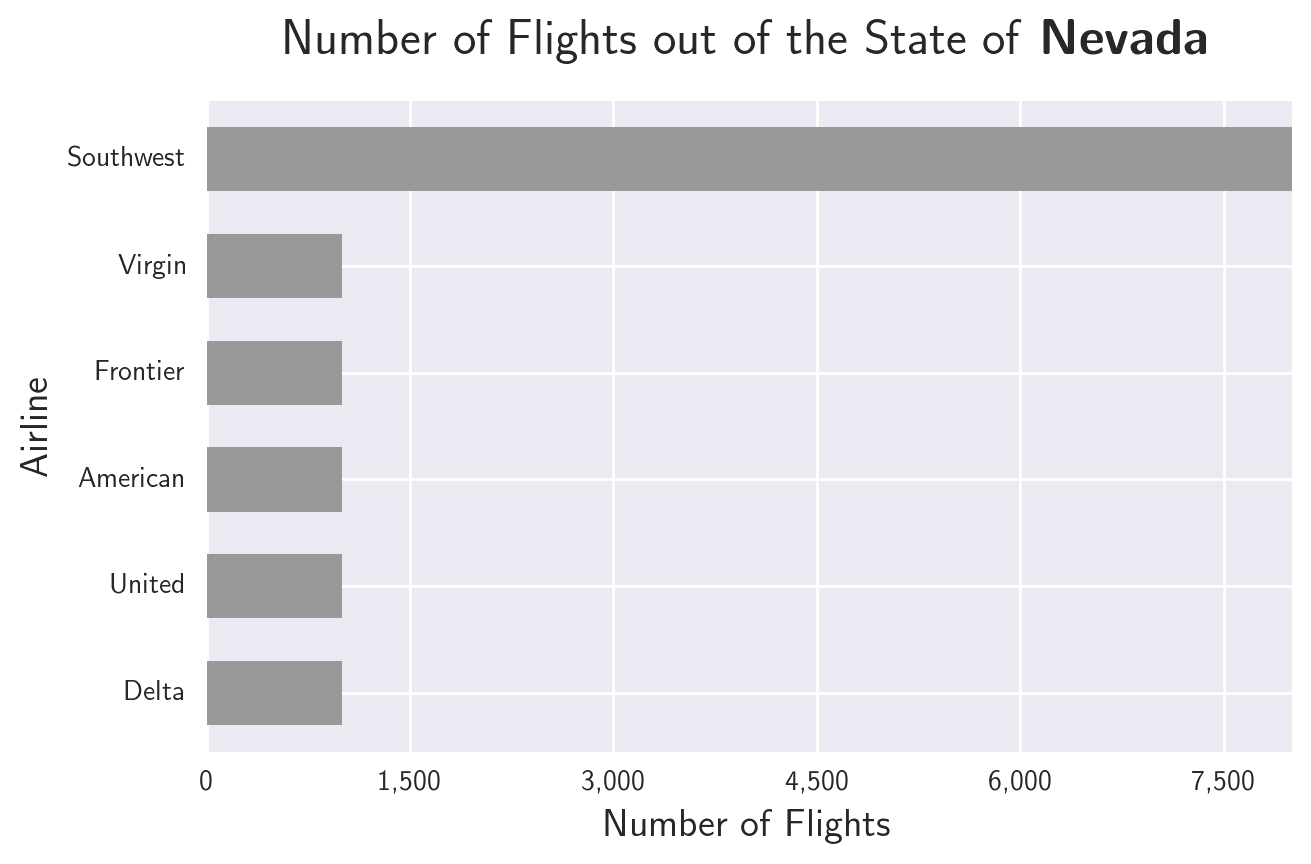 Number of Flights out of the State of Nevada
Southwest
Virgin
Frontier
American
United
Delta
Airline
0 1,500 3,000 4,500 6,000 7,500
Number of Flights